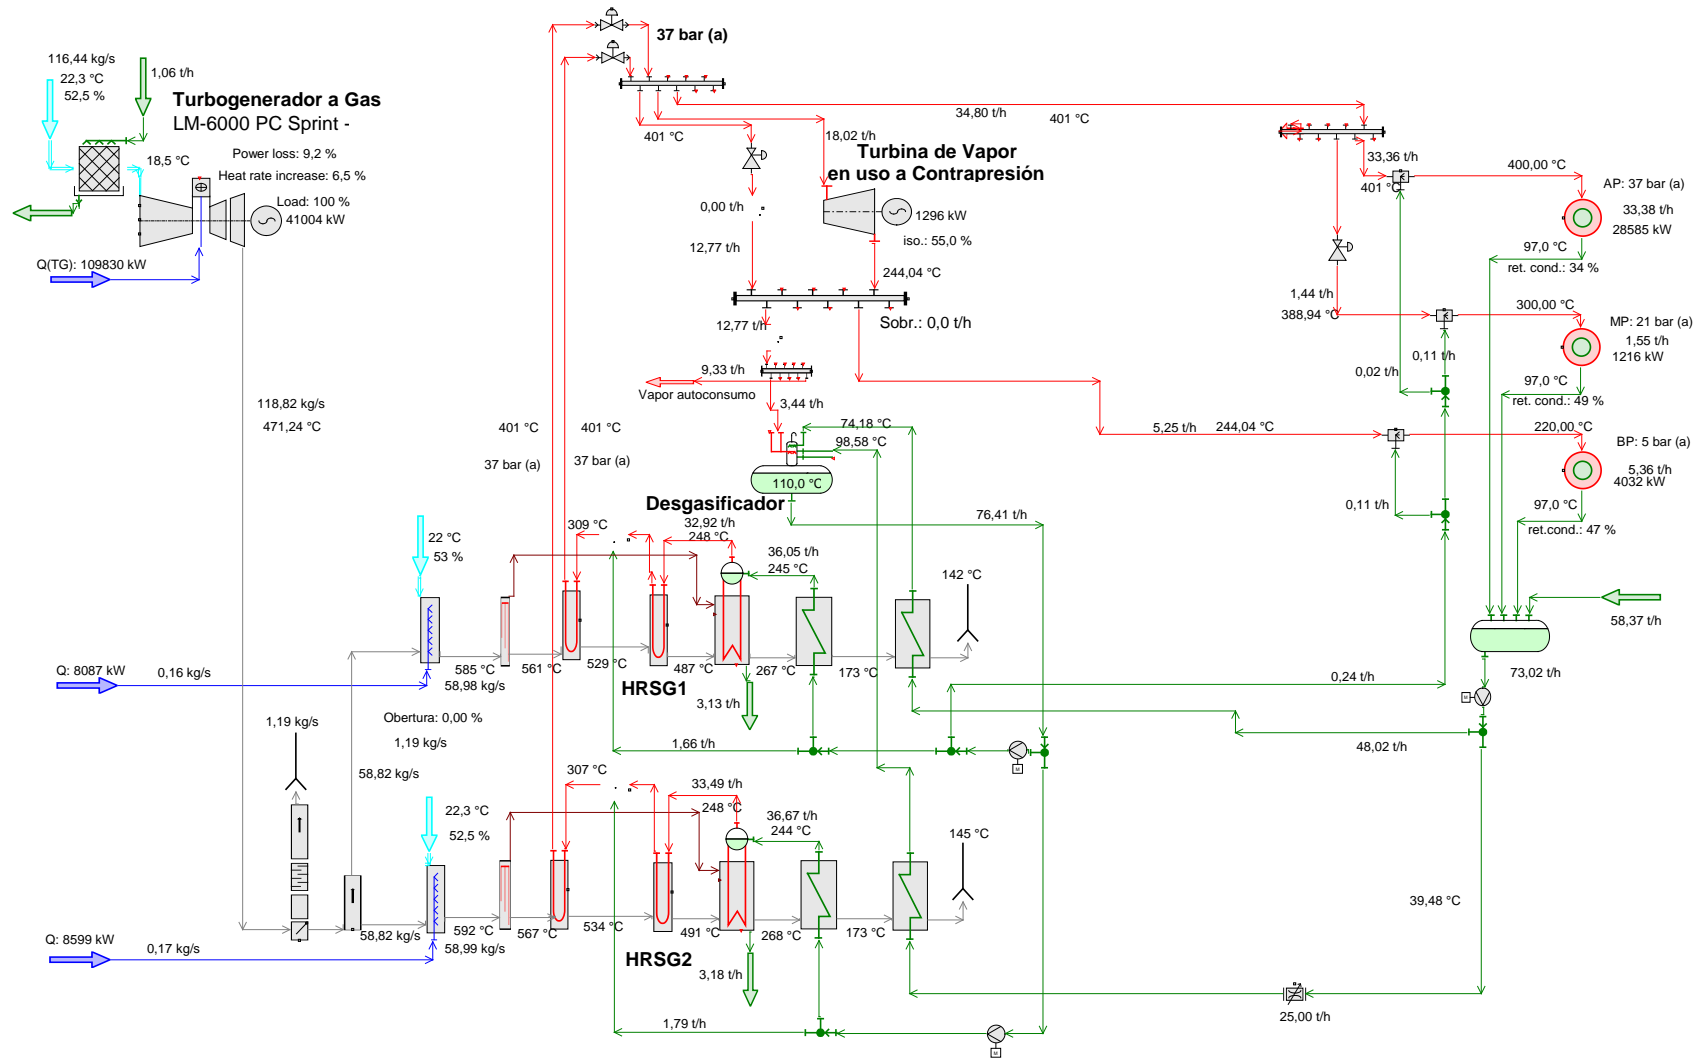 37 bar (a)
116,44 kg/s
22,3 °C
52,5 %
1,06 t/h
Turbogenerador a Gas
LM-6000 PC Sprint -
Power loss: 9,2 %
Heat rate increase: 6,5 %
18,5 °C
Load: 100 %
41004 kW
Q(TG): 109830 kW
401 °C
18,02 t/h
34,80 t/h
401 °C
Turbina de Vapor
en uso a Contrapresión
0,00 t/h
1296 kW
iso.: 55,0 %
12,77 t/h
244,04 °C
12,77 t/h
Sobr.: 0,0 t/h
9,33 t/h
Vapor autoconsumo
3,44 t/h
33,36 t/h
401 °C
400,00 °C
AP: 37 bar (a)
33,38 t/h
28585 kW
97,0 °C
ret. cond.: 34 %
1,44 t/h
388,94 °C
300,00 °C
MP: 21 bar (a)
1,55 t/h
1216 kW
0,11 t/h
0,02 t/h
97,0 °C
ret. cond.: 49 %
5,25 t/h
244,04 °C
220,00 °C
BP: 5 bar (a)
5,36 t/h
4032 kW
0,11 t/h
97,0 °C
ret.cond.: 47 %
118,82 kg/s
471,24 °C
401 °C
401 °C
37 bar (a)
37 bar (a)
74,18 °C
98,58 °C
110,0 °C
Desgasificador
76,41 t/h
22 °C
53 %
309 °C
32,92 t/h
248 °C
36,05 t/h
245 °C
142 °C
58,37 t/h
Q: 8087 kW
0,16 kg/s
585 °C
58,98 kg/s
561 °C
529 °C
487 °C
267 °C
173 °C
HRSG1
3,13 t/h
0,24 t/h
73,02 t/h
1,19 kg/s
Obertura: 0,00 %
1,19 kg/s
1,66 t/h
48,02 t/h
58,82 kg/s
22,3 °C
52,5 %
307 °C
33,49 t/h
248 °C
36,67 t/h
244 °C
145 °C
39,48 °C
Q: 8599 kW
0,17 kg/s
58,82 kg/s
592 °C
58,99 kg/s
567 °C
534 °C
491 °C
268 °C
173 °C
HRSG2
3,18 t/h
1,79 t/h
25,00 t/h
M
M
M